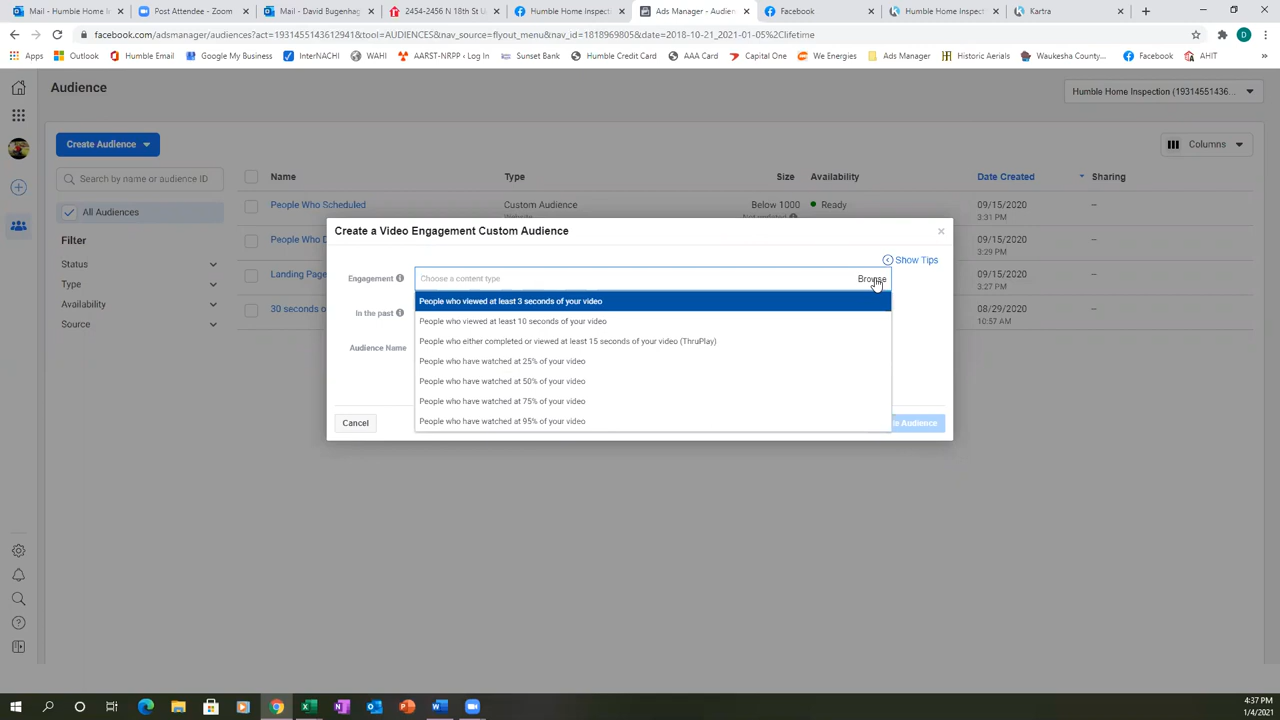 Mail - Humble Home In
Post Attendee - Zoom
Mail - David Bugenhag
2454-2456 N 18th St U
Humble Home Inspecti
Ads Manager - Audien
Facebook
Humble Home Inspect
Kartra
facebook.com/adsmanager/audiences?act=1931455143612941&tool=AUDIENCES&nav_source=flyout_menu&nav_id=1818969805&date=2018-10-21_2021-01-05%2Clifetime
D
Apps
Outlook
Humble Email
Google My Business
InterNACHI
WAHI
AARST-NRPP ‹ Log In
Sunset Bank
Humble Credit Card
AAA Card
Capital One
We Energies
Ads Manager
Historic Aerials
Waukesha County...
Facebook
AHIT
Audience
Humble Home Inspection (19314551436...
Create Audience
Columns
Search by name or audience ID
Name
Type
Size
Availability
Date Created
Sharing
All Audiences
People Who Scheduled
Custom Audience
Below 1000
Ready
09/15/2020
3:31 PM
–
Filter
Status
Type
Availability
Source
People Who D
09/15/2020
3:29 PM
–
Landing Page
09/15/2020
3:27 PM
–
30 seconds o
08/29/2020
10:57 AM
–
Create a Video Engagement Custom Audience
×
Show Tips
Engagement
Choose a content type
Browse
In the past
Audience Name
People who viewed at least 3 seconds of your video
People who viewed at least 10 seconds of your video
People who either completed or viewed at least 15 seconds of your video (ThruPlay)
People who have watched at 25% of your video
People who have watched at 50% of your video
People who have watched at 75% of your video
People who have watched at 95% of your video
Cancel
e Audience
4:37 PM
1/4/2021